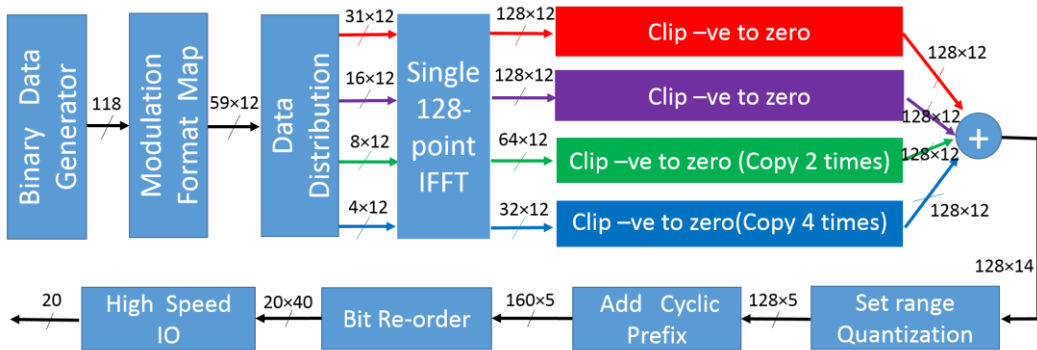 Binary Data
Generator
118
Modulation
Format Map
59×12
Data
Distribution
31×12
16×12
8×12
4×12
Single
128-
point
IFFT
128×12
128×12
64×12
32×12
Clip –ve to zero
Clip –ve to zero
Clip –ve to zero (Copy 2 times)
Clip –ve to zero(Copy 4 times)
128×12
128×12
128×12
128×12
+
128×14
Set range
Quantization
128×5
Add Cyclic
Prefix
160×5
Bit Re-order
20×40
High Speed
IO
20